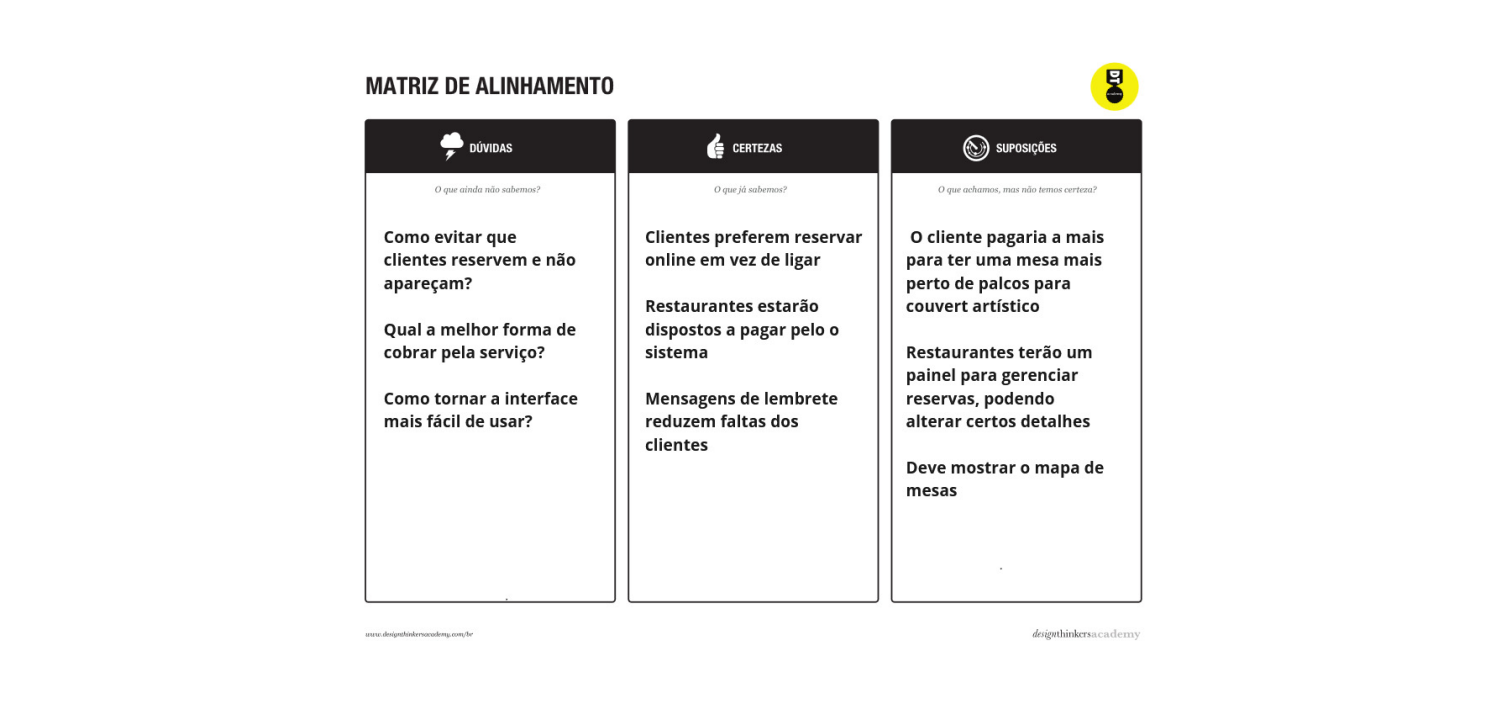 MATRIZ DE ALINHAMENTO
DT
academy
DÚVIDAS
O que ainda não sabemos?
Como evitar que
clientes reservem e não
apareçam?
Qual a melhor forma de
cobrar pela serviço?
Como tornar a interface
mais fácil de usar?
CERTEZAS
O que já sabemos?
Clientes preferem reservar
online em vez de ligar
Restaurantes estarão
dispostos a pagar pelo o
sistema
Mensagens de lembrete
reduzem faltas dos
clientes
SUPOSIÇÕES
O que achamos, mas não temos certeza?
O cliente pagaria a mais
para ter uma mesa mais
perto de palcos para
couvert artístico
Restaurantes terão um
painel para gerenciar
reservas, podendo
alterar certos detalhes
Deve mostrar o mapa de
mesas
www.designthinkersacademy.com/br
designthinkersacademy